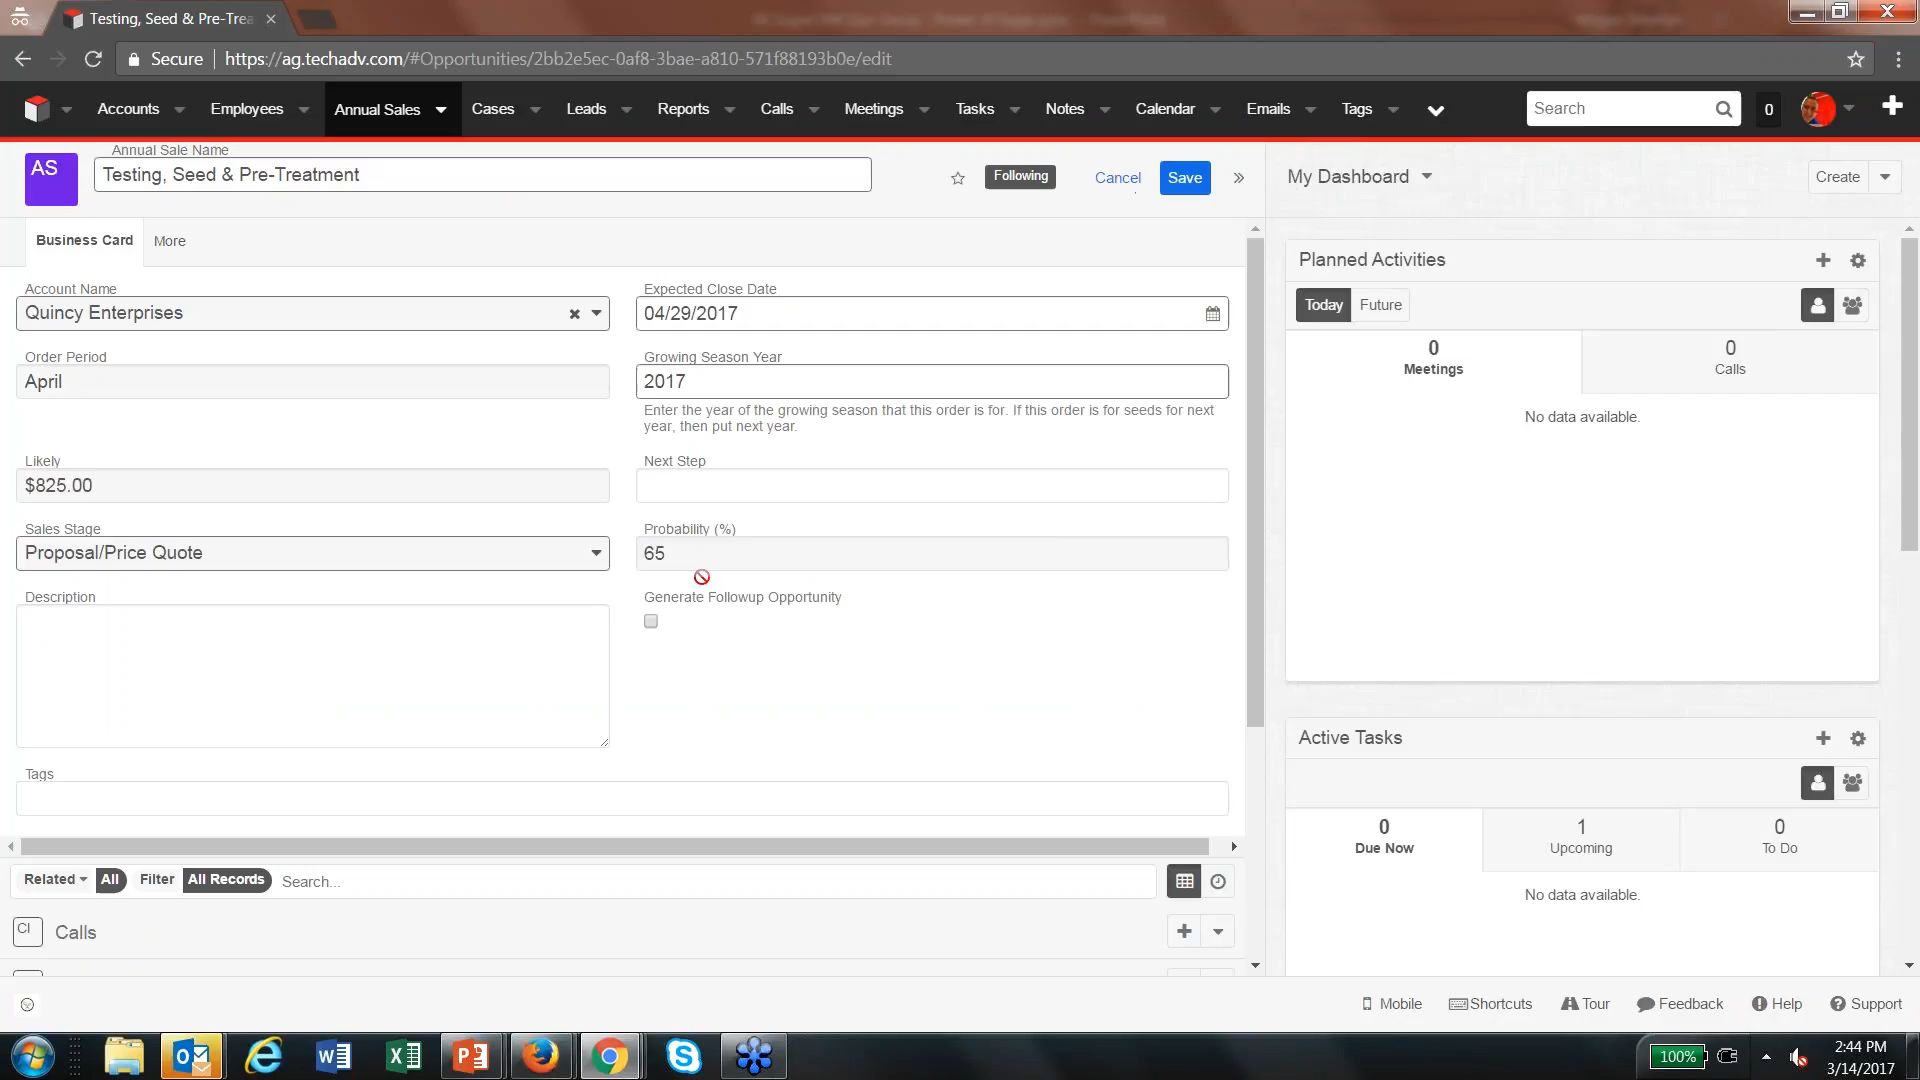 Testing, Seed & Pre-Trea
Secure
https://ag.techadv.com/#Opportunities/2bb2e5ec-0af8-3bae-a810-571f88193b0e/edit
Accounts Employees Annual Sales Cases Leads Reports Calls Meetings Tasks Notes Calendar Emails Tags Search 0
Annual Sale Name
AS
Testing, Seed & Pre-Treatment
Following
Cancel
Save
My Dashboard
Create
Business Card
More
Account Name
Quincy Enterprises
Expected Close Date
04/29/2017
Order Period
April
Growing Season Year
2017
Enter the year of the growing season that this order is for. If this order is for seeds for next
year, then put next year.
Likely
$825.00
Next Step
Sales Stage
Proposal/Price Quote
Probability (%)
65
Description
Generate Followup Opportunity
Tags
Related All Filter All Records Search...
Cl
Calls
Planned Activities
Today Future
0
Meetings
0
Calls
No data available.
Active Tasks
0
Due Now
1
Upcoming
0
To Do
No data available.
Mobile Shortcuts Tour Feedback Help Support
100%
2:44 PM
3/14/2017